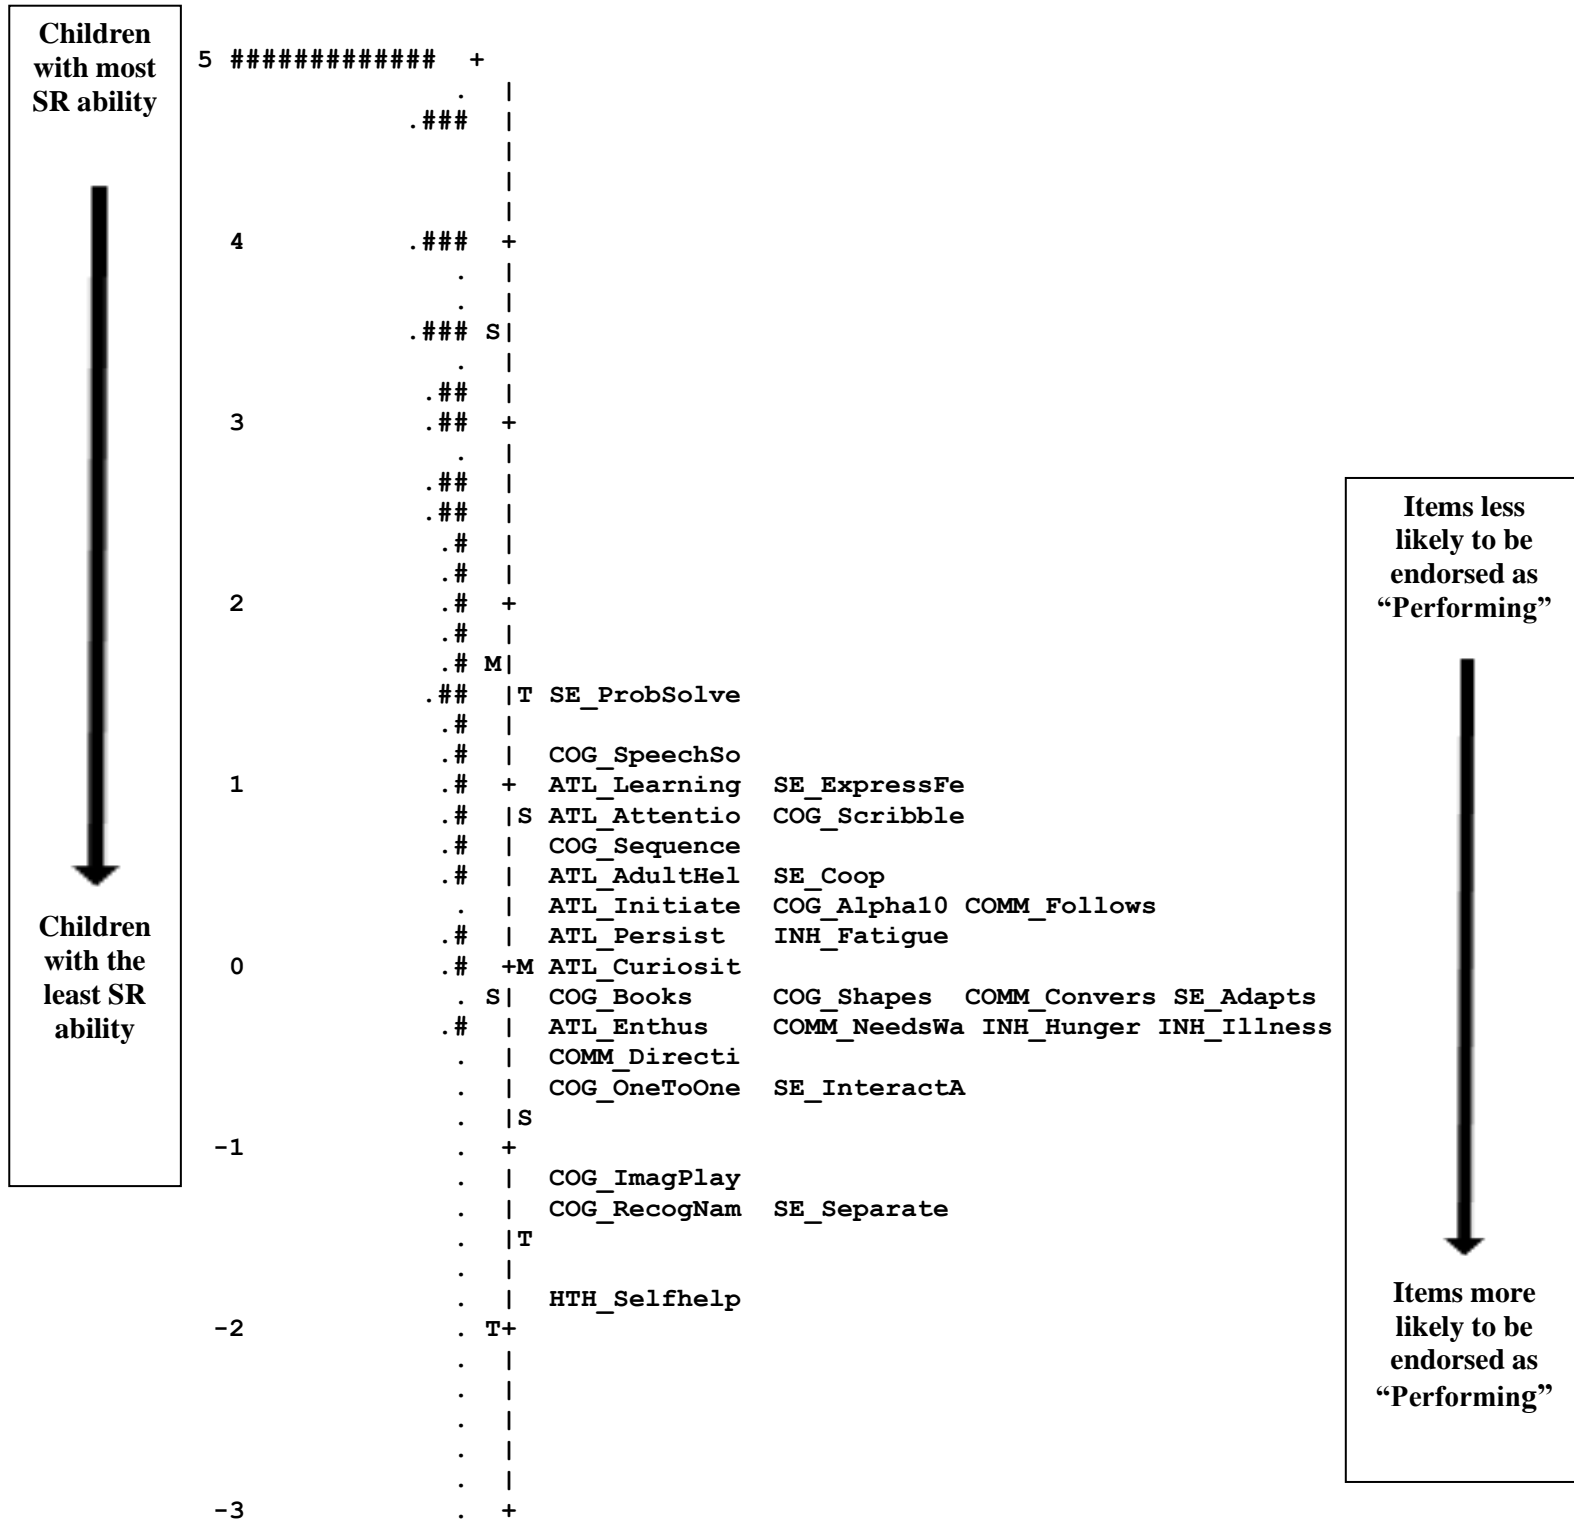 Children
with most
SR ability
Children
with the
least SR
ability
5 ############# +
. |
.### |
|
|
|
4 .### +
. |
. |
.### S|
. |
.## |
3 .## +
. |
.## |
.## |
.# |
.# |
2 .# +
.# |
.# M|
.## |T SE_ProbSolve
.# |
.# | COG_SpeechSo
1 .# + ATL_Learning SE_ExpressFe
.# |S ATL_Attentio COG_Scribble
.# | COG_Sequence
.# | ATL_AdultHel SE_Coop
. | ATL_Initiate COG_Alpha10 COMM_Follows
.# | ATL_Persist INH_Fatigue
0 .# +M ATL_Curiosit
. S| COG_Books COG_Shapes COMM_Convers SE_Adapts
.# | ATL_Enthus COMM_NeedsWa INH_Hunger INH_Illness
. | COMM_Directi
. | COG_OneToOne SE_InteractA
. |S
-1 . +
. | COG_ImagPlay
. | COG_RecogNam SE_Separate
. |T
. |
. | HTH_Selfhelp
-2 . T+
. |
. |
. |
. |
. |
-3 . +
Items less
likely to be
endorsed as
“Performing”
Items more
likely to be
endorsed as
“Performing”